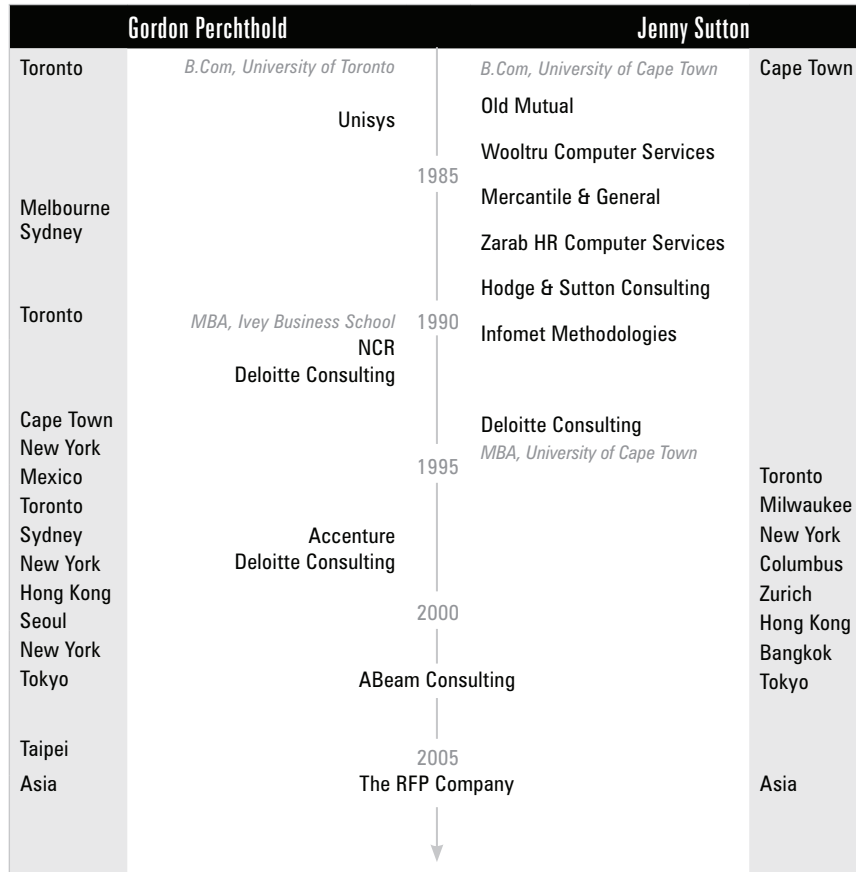 Gordon Perchthold Jenny Sutton
Toronto B.Com, University of Toronto B.Com, University of Cape Town Cape Town
Old Mutual
Unisys
Wooltru Computer Services
1985
Mercantile & General
Melbourne
Sydney
Zarab HR Computer Services
Hodge & Sutton Consulting
Toronto MBA, Ivey Business School 1990
Infomet Methodologies
NCR
Deloitte Consulting
Cape Town
Deloitte Consulting
New York
MBA, University of Cape Town
1995
Mexico Toronto
Toronto Milwaukee
Sydney Accenture New York
New York Deloitte Consulting Columbus
Hong Kong Zurich
2000
Seoul Hong Kong
New York Bangkok
Tokyo ABeam Consulting Tokyo
Taipei
2005
Asia The RFP Company Asia